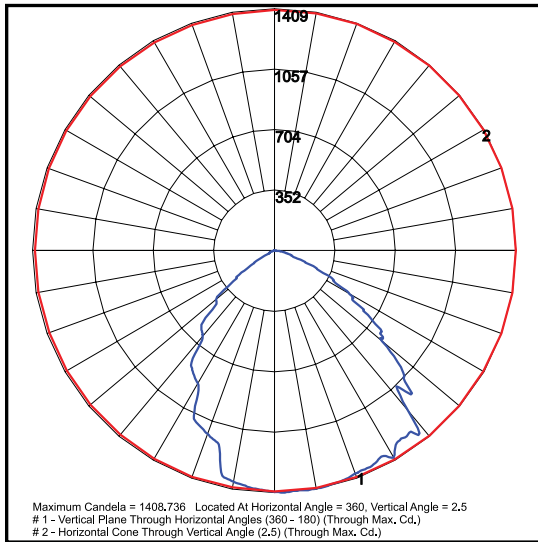 1409
1057
704
2
352
1
Maximum Candela = 1408.736 Located At Horizontal Angle = 360, Vertical Angle = 2.5
# 1 - Vertical Plane Through Horizontal Angles (360 - 180) (Through Max. Cd.)
# 2 - Horizontal Cone Through Vertical Angle (2.5) (Through Max. Cd.)